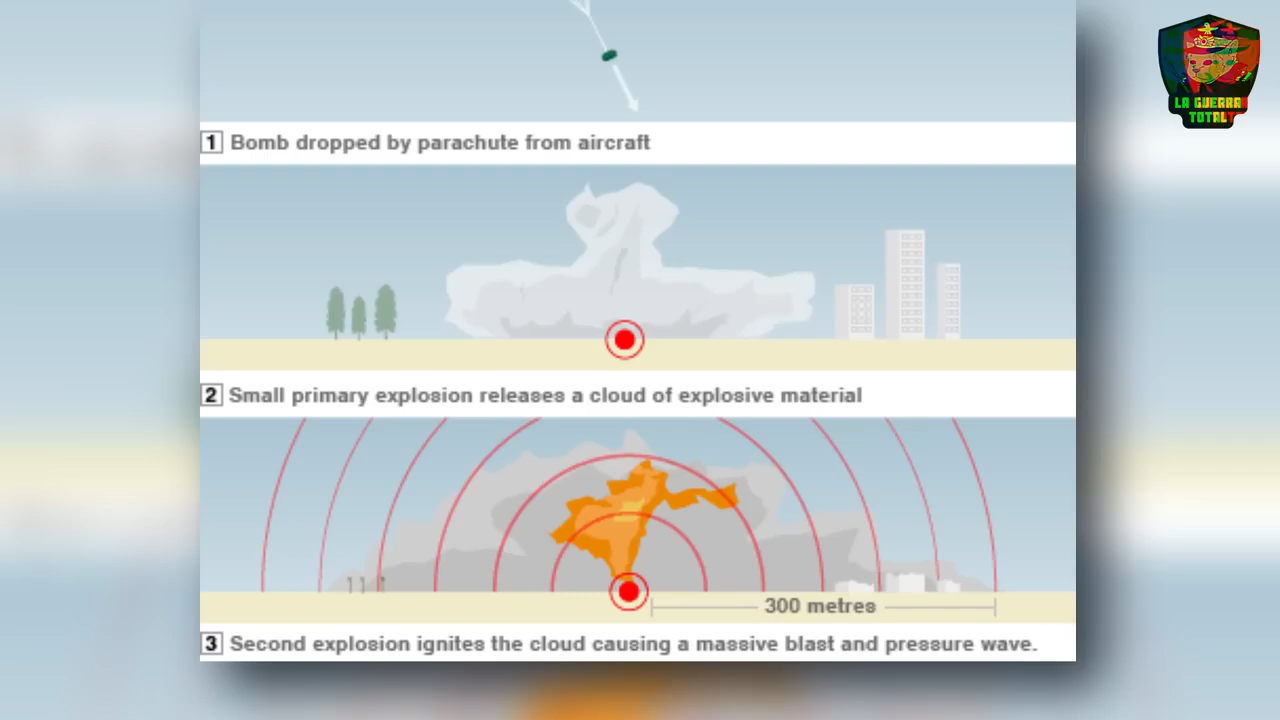 LA GUERRA
TOTAL
1 Bomb dropped by parachute from aircraft
2 Small primary explosion releases a cloud of explosive material
300 metres
3 Second explosion ignites the cloud causing a massive blast and pressure wave.